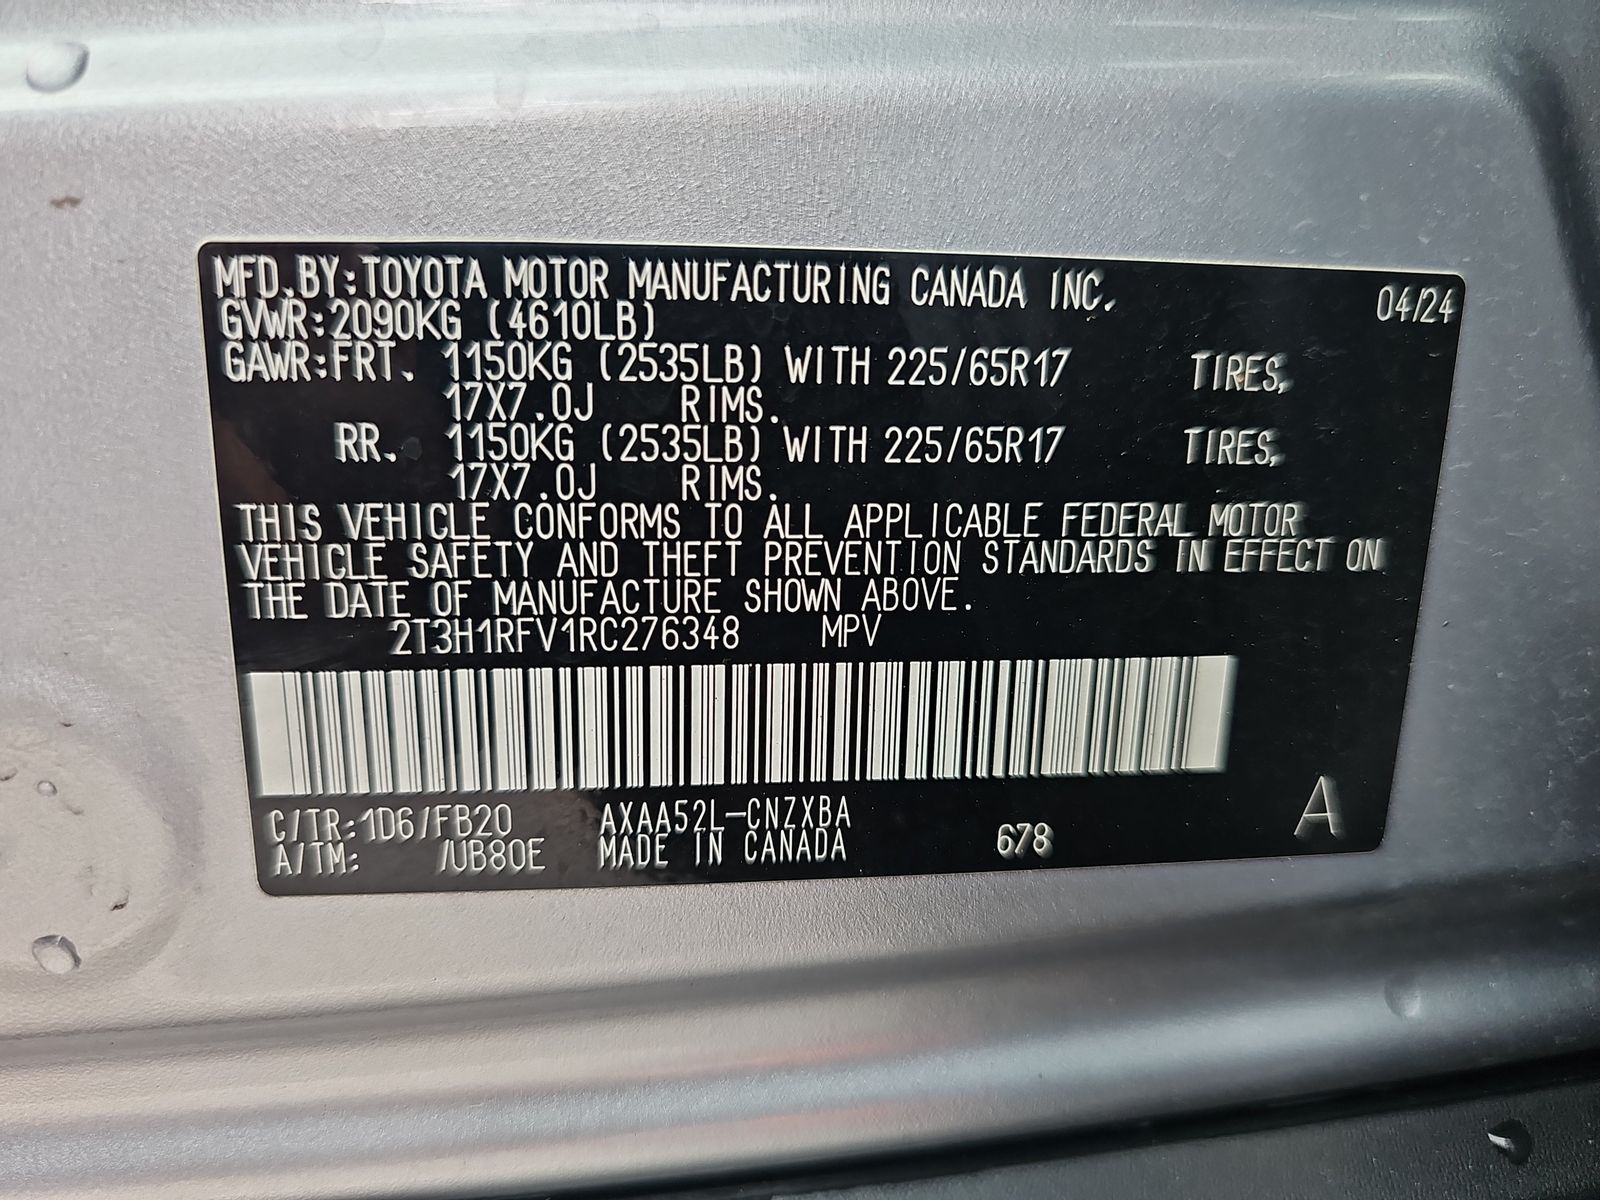 MFD.BY:TOYOTA MOTOR MANUFACTURING CANADA INC. 04/24
GVWR:2090KG (4610LB)
GAWR:FRT. 1150KG (2535LB) WITH 225/65R17 TIRES,
17X7.0J RIMS.
RR. 1150KG (2535LB) WITH 225/65R17 TIRES,
17X7.0J RIMS.
THIS VEHICLE CONFORMS TO ALL APPLICABLE FEDERAL MOTOR
VEHICLE SAFETY AND THEFT PREVENTION STANDARDS IN EFFECT ON
THE DATE OF MANUFACTURE SHOWN ABOVE.
2T3H1RFV1RC276348 MPV
C/TR:1D6/FB20 AXAA52L-CNZXBA A
A/TM: /UB80E MADE IN CANADA 678